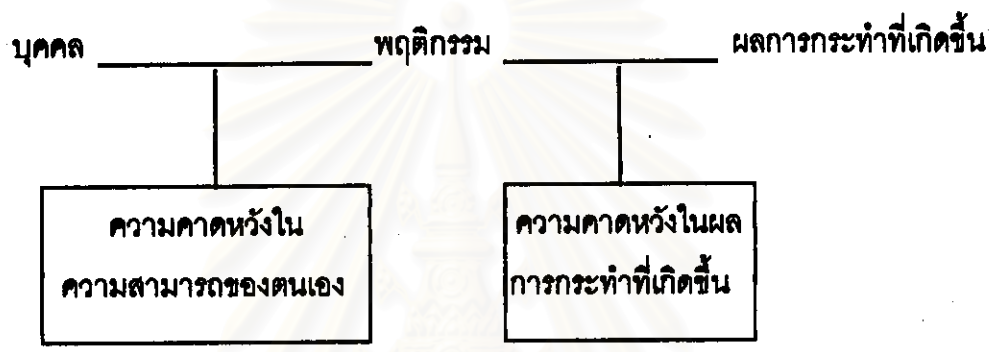 บุคคล พฤติกรรม ผลการกระทำที่เกิดขึ้น
ความคาดหวังใน
ความสามารถของตนเอง
ความคาดหวังในผล
การกระทำที่เกิดขึ้น